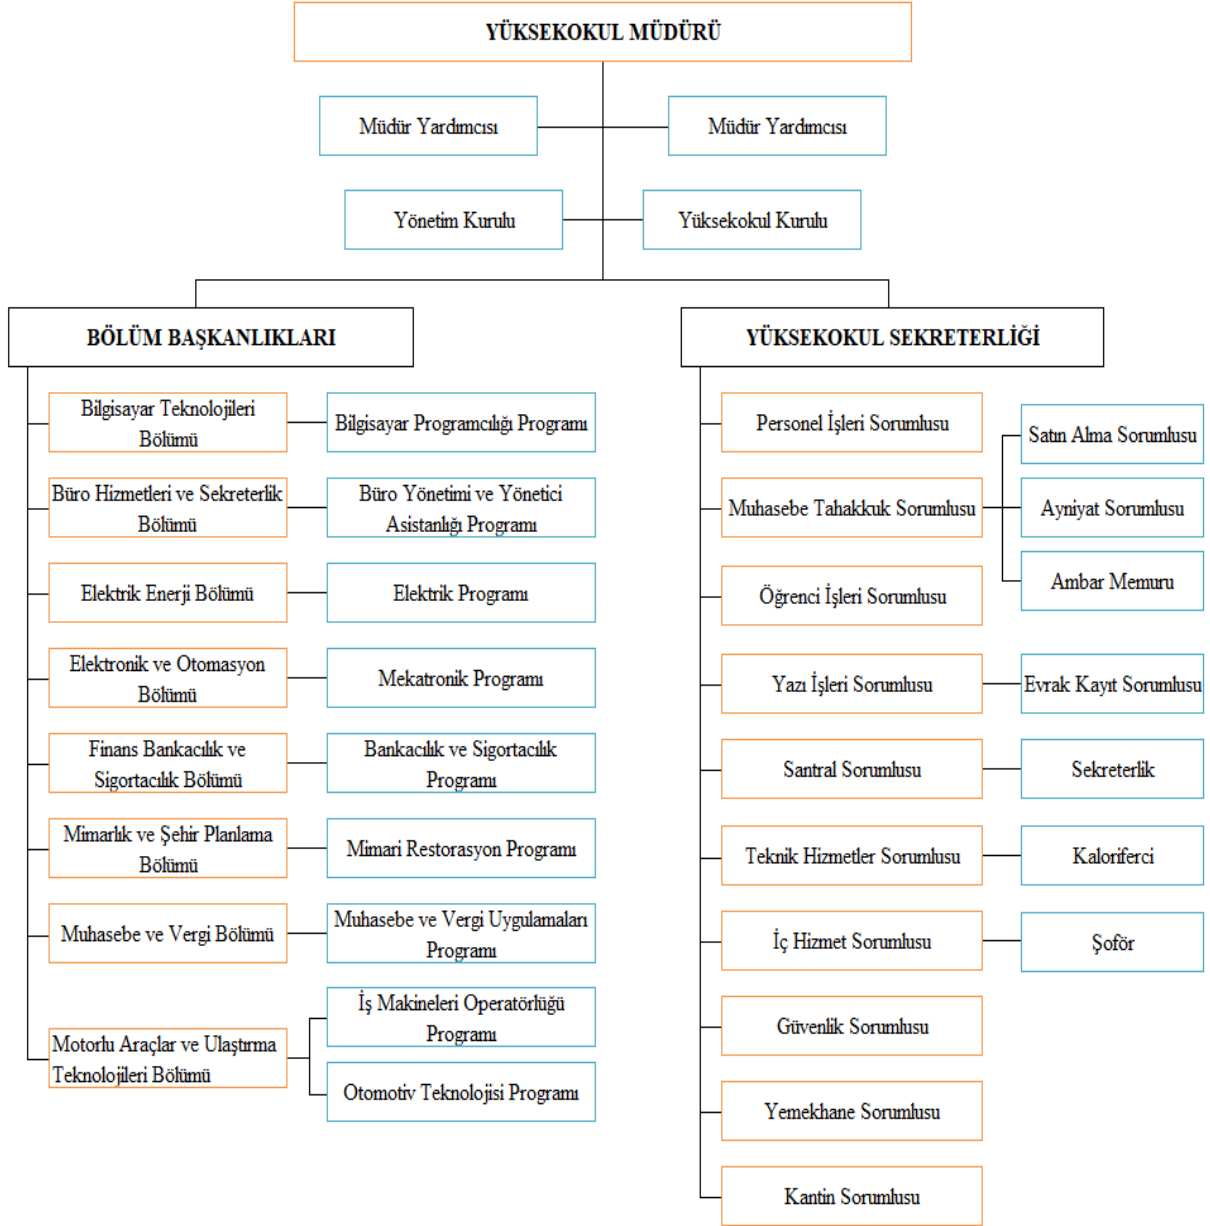 YÜKSEKOKUL MÜDÜRÜ
Müdür Yardımcısı
Müdür Yardımcısı
Yönetim Kurulu
Yüksekokul Kurulu
BÖLÜM BAŞKANLIKLARI
Bilgisayar Teknolojileri
Bölümü
Bilgisayar Programcılığı Programı
Büro Hizmetleri ve Sekreterlik
Bölümü
Büro Yönetimi ve Yönetici
Asistanlığı Programı
Elektrik Enerji Bölümü
Elektrik Programı
Elektronik ve Otomasyon
Bölümü
Mekatronik Programı
Finans Bankacılık ve
Sigortacılık Bölümü
Bankacılık ve Sigortacılık
Programı
Mimarlık ve Şehir Planlama
Bölümü
Mimari Restorasyon Programı
Muhasebe ve Vergi Bölümü
Muhasebe ve Vergi Uygulamaları
Programı
Motorlu Araçlar ve Ulaştırma
Teknolojileri Bölümü
İş Makineleri Operatörlüğü
Programı
Otomotiv Teknolojisi Programı
YÜKSEKOKUL SEKRETERLİĞİ
Personel İşleri Sorumlusu
Muhasebe Tahakkuk Sorumlusu
Satın Alma Sorumlusu
Ayniyat Sorumlusu
Ambar Memuru
Öğrenci İşleri Sorumlusu
Yazı İşleri Sorumlusu
Evrak Kayıt Sorumlusu
Santral Sorumlusu
Sekreterlik
Teknik Hizmetler Sorumlusu
Kaloriferci
İç Hizmet Sorumlusu
Şoför
Güvenlik Sorumlusu
Yemekhane Sorumlusu
Kantin Sorumlusu